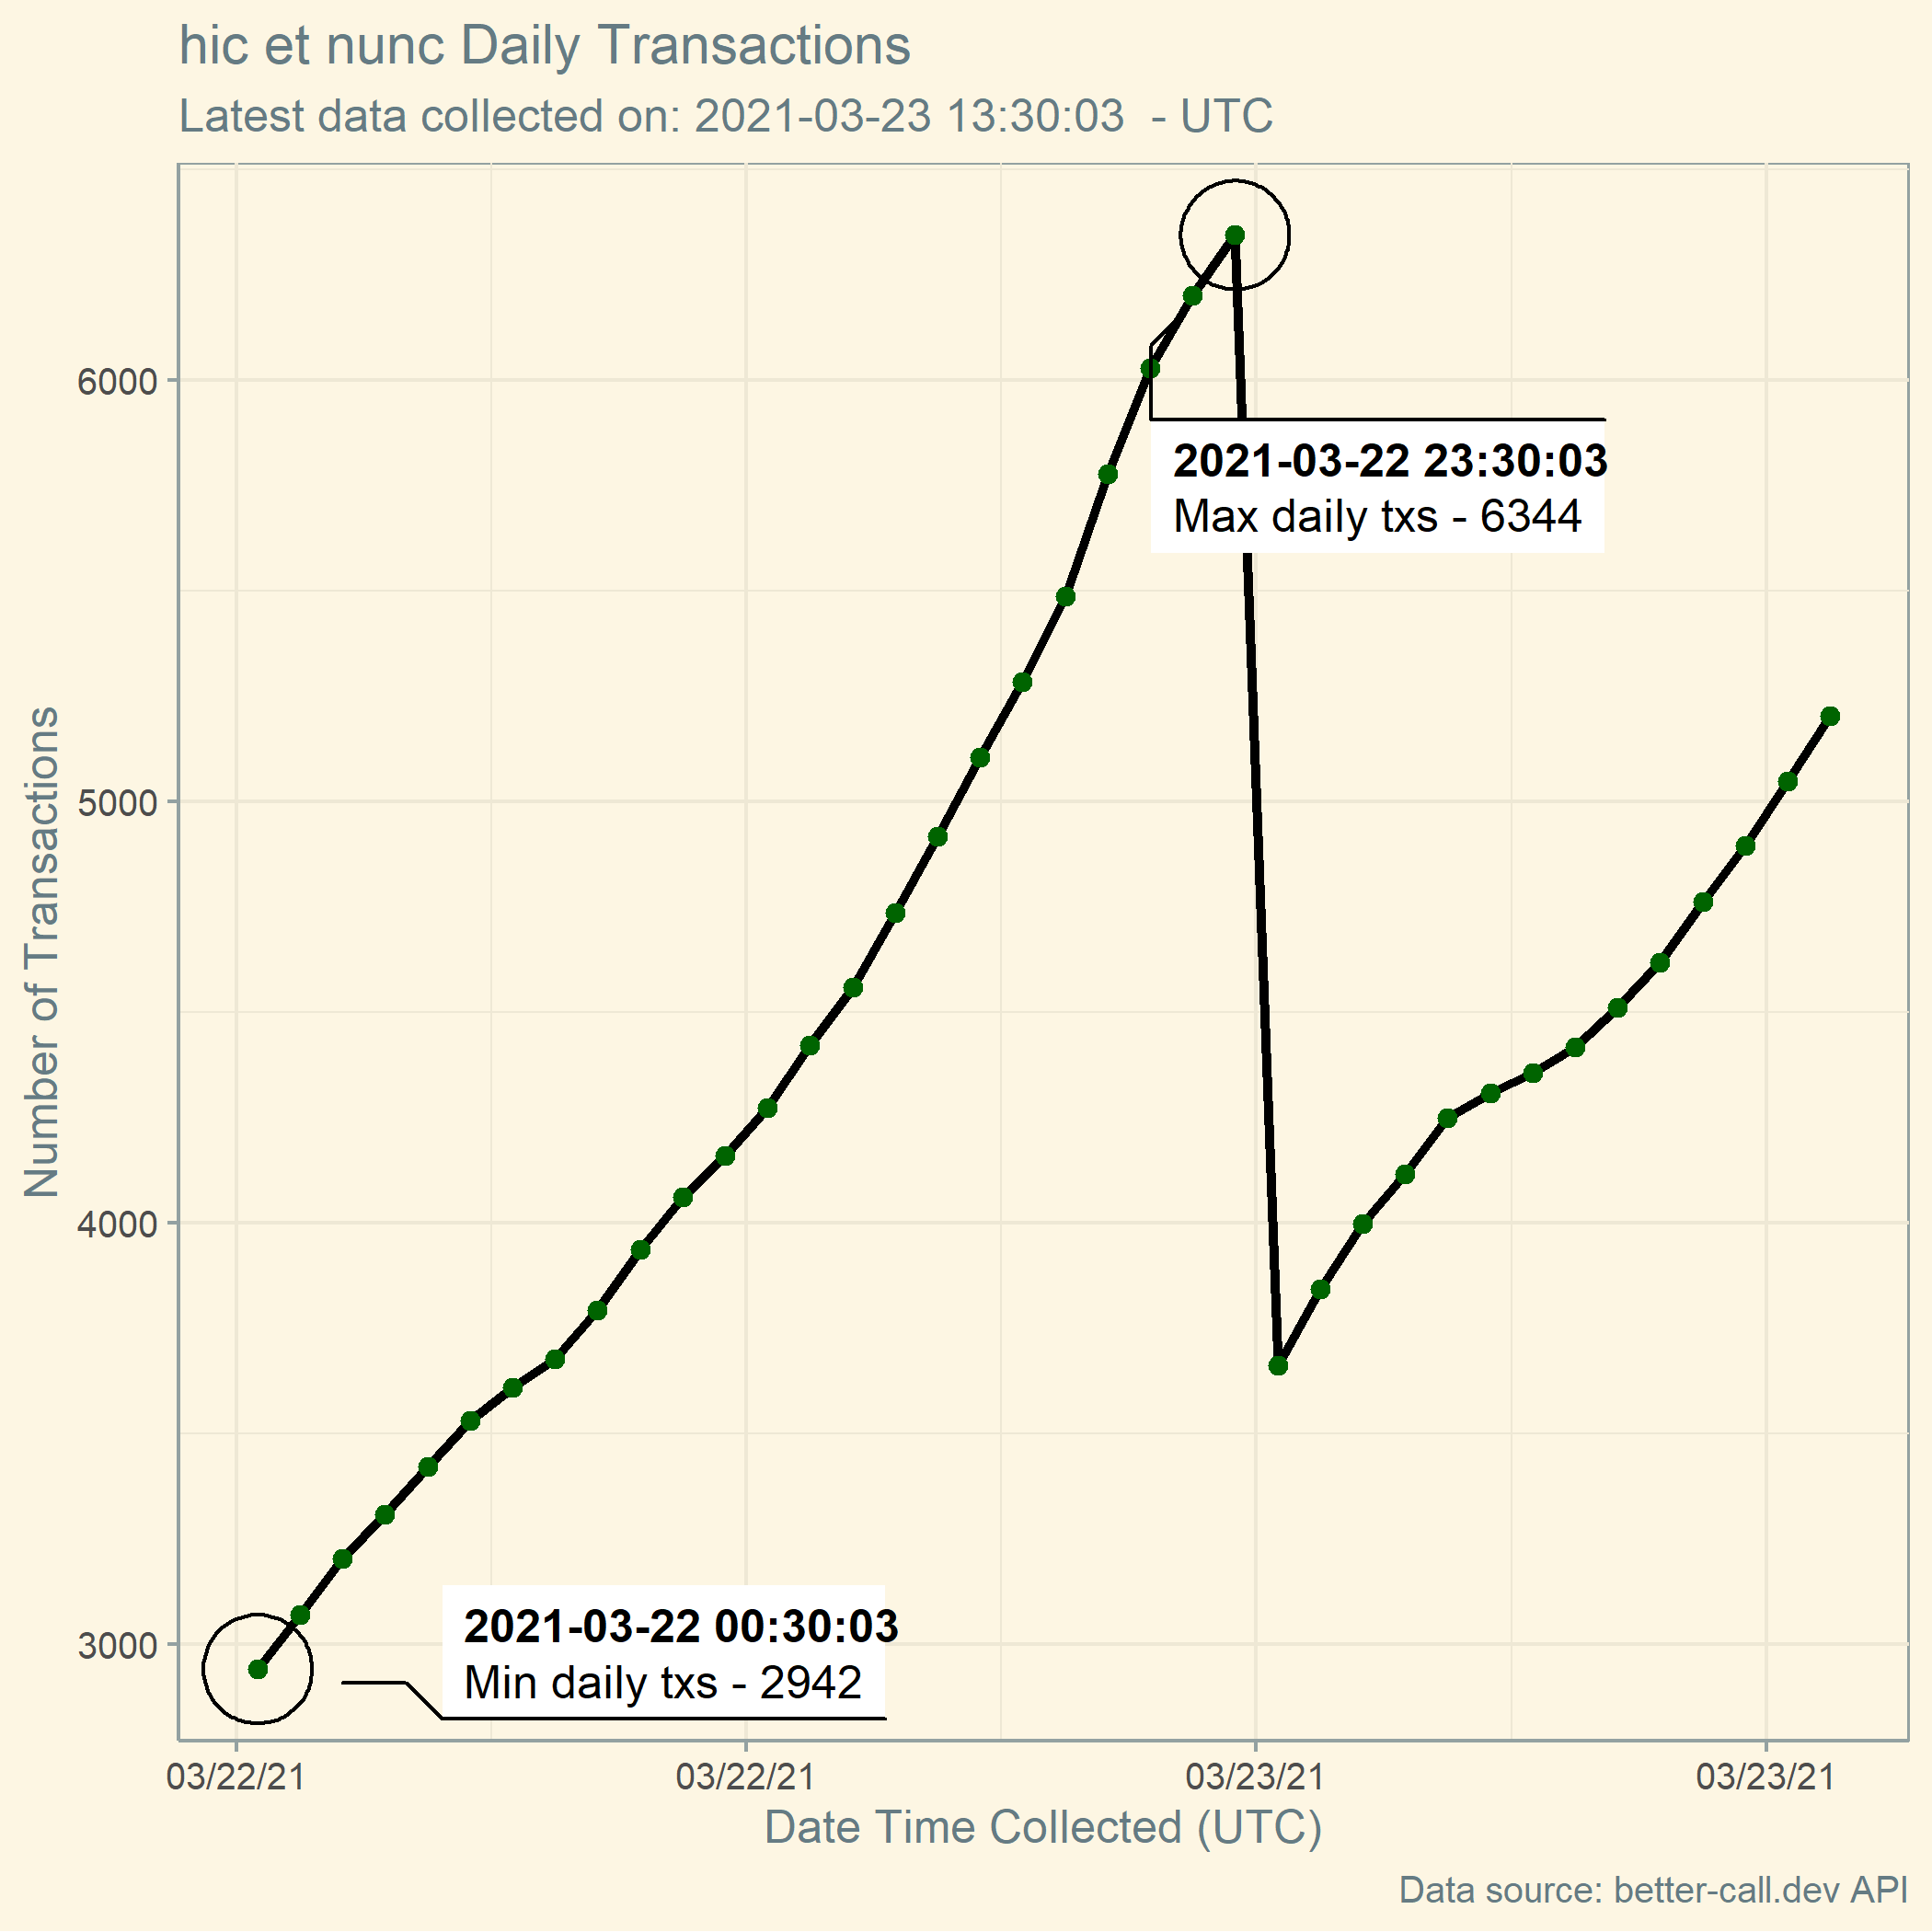 hic et nunc Daily Transactions
Latest data collected on: 2021-03-23 13:30:03  - UTC
Number of Transactions
6000
5000
4000
3000
2021-03-22 23:30:03
Max daily txs - 6344
2021-03-22 00:30:03
Min daily txs - 2942
03/22/21
03/22/21
03/23/21
03/23/21
Date Time Collected (UTC)
Data source: better-call.dev API